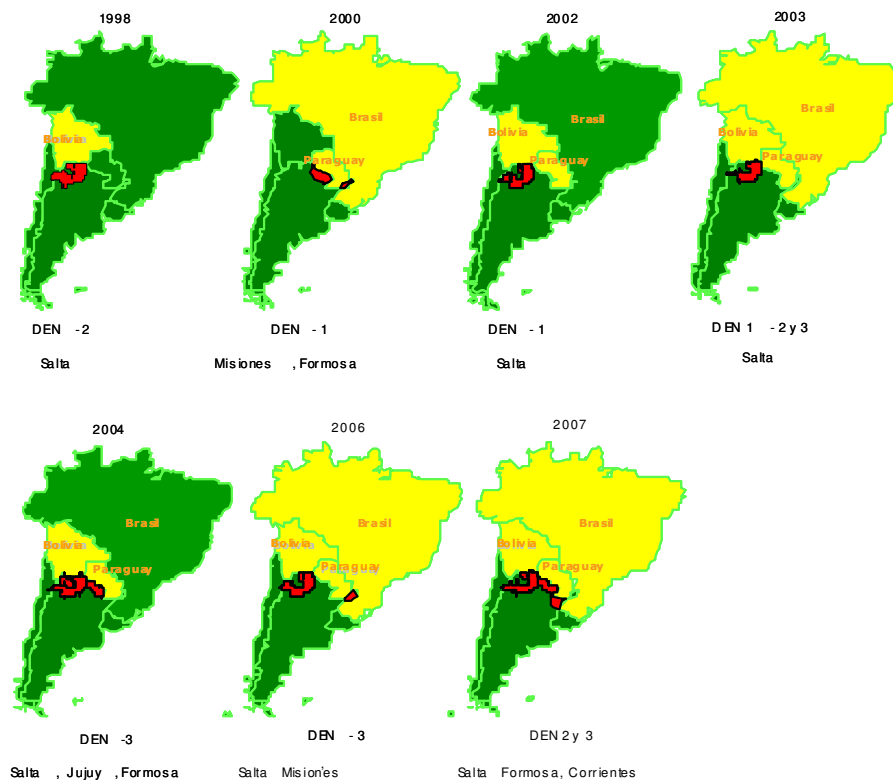 1998
2000
2002
2003
Bolivia
Brasil
Paraguay
Bolivia
Brasil
Paraguay
Bolivia
Brasil
Paraguay
DEN -2
DEN -1
DEN -1
DEN 1 -2 y 3
Salta
Misiones , Formosa
Salta
Salta
2004
2006
2007
Brasil
Bolivia
Paraguay
Brasil
Bolivia
Paraguay
Brasil
Bolivia
Paraguay
DEN -3
DEN -3
DEN 2 y 3
Salta , Jujuy , Formosa
Salta Mision'es
Salta Formosa, Corrientes